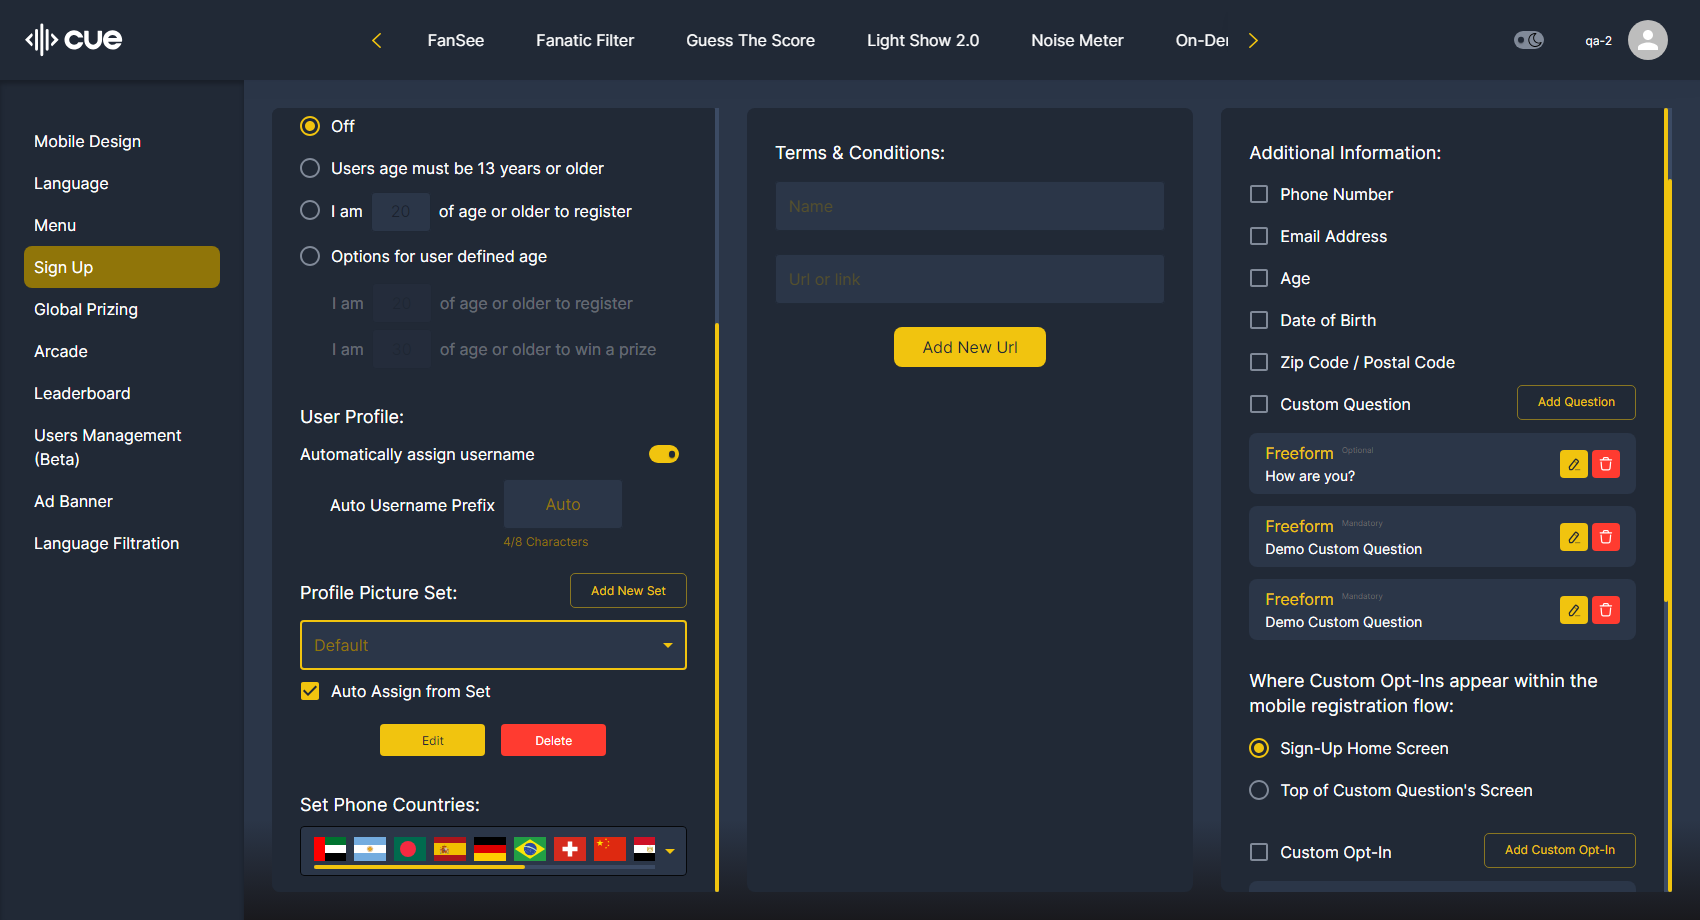 cue
FanSee
Fanatic Filter
Guess The Score
Light Show 2.0
Noise Meter
On-Der
qa-2
Mobile Design
Language
Menu
Sign Up
Global Prizing
Arcade
Leaderboard
Users Management
(Beta)
Ad Banner
Language Filtration
Off
Users age must be 13 years or older
I am 20 of age or older to register
Options for user defined age
I am of age or older to register
I am of age or older to win a prize
User Profile:
Automatically assign username
Auto Username Prefix Auto
4/8 Characters
Profile Picture Set:
Add New Set
Default
Auto Assign from Set
Edit
Delete
Set Phone Countries:
Terms & Conditions:
Name
Url or link
Add New Url
Additional Information:
Phone Number
Email Address
Age
Date of Birth
Zip Code / Postal Code
Custom Question
Add Question
Freeform Optional
How are you?
Freeform Mandatory
Demo Custom Question
Freeform Mandatory
Demo Custom Question
Where Custom Opt-Ins appear within the
mobile registration flow:
Sign-Up Home Screen
Top of Custom Question's Screen
Custom Opt-In
Add Custom Opt-In